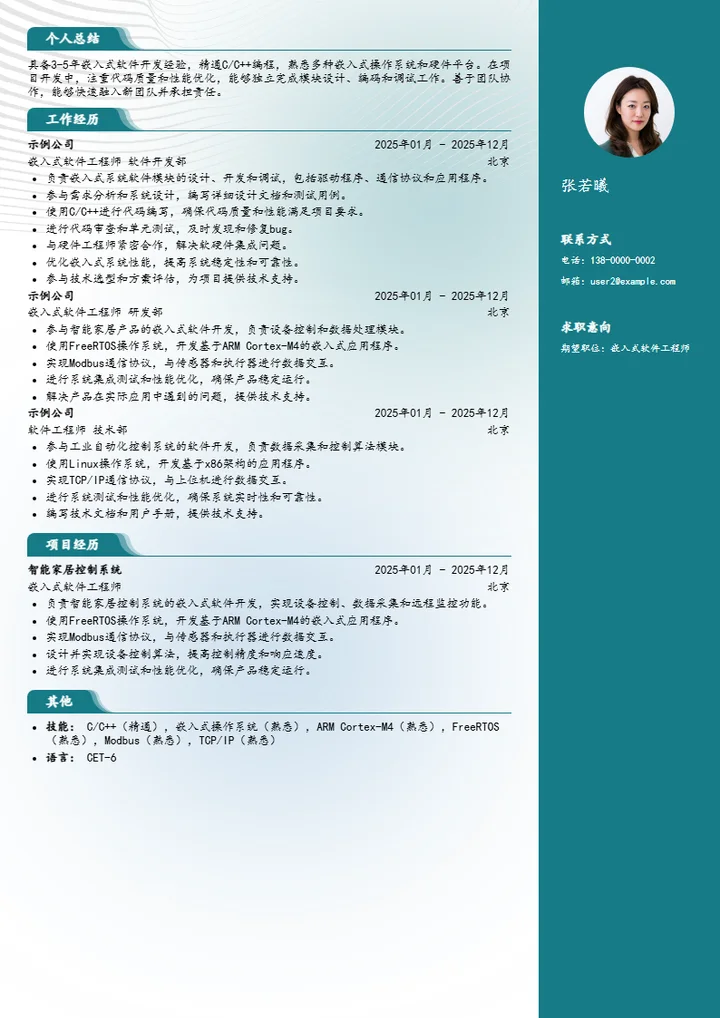 个人总结
具备3-5年嵌入式软件开发经验，精通C/C++编程，熟悉多种嵌入式操作系统和硬件平台。在项
目开发中，注重代码质量和性能优化，能够独立完成模块设计、编码和调试工作。善于团队协
作，能够快速融入新团队并承担责任。
工作经历
示例公司 2025年01月 - 2025年12月
嵌入式软件工程师 软件开发部 北京
• 负责嵌入式系统软件模块的设计、开发和调试，包括驱动程序、通信协议和应用程序。
• 参与需求分析和系统设计，编写详细设计文档和测试用例。
• 使用C/C++进行代码编写，确保代码质量和性能满足项目要求。
• 进行代码审查和单元测试，及时发现和修复bug。
• 与硬件工程师紧密合作，解决软硬件集成问题。
• 优化嵌入式系统性能，提高系统稳定性和可靠性。
• 参与技术选型和方案评估，为项目提供技术支持。
示例公司 2025年01月 - 2025年12月
嵌入式软件工程师 研发部 北京
• 参与智能家居产品的嵌入式软件开发，负责设备控制和数据处理模块。
• 使用FreeRTOS操作系统，开发基于ARM Cortex-M4的嵌入式应用程序。
• 实现Modbus通信协议，与传感器和执行器进行数据交互。
• 进行系统集成测试和性能优化，确保产品稳定运行。
• 解决产品在实际应用中遇到的问题，提供技术支持。
示例公司 2025年01月 - 2025年12月
软件工程师 技术部 北京
• 参与工业自动化控制系统的软件开发，负责数据采集和控制算法模块。
• 使用Linux操作系统，开发基于x86架构的应用程序。
• 实现TCP/IP通信协议，与上位机进行数据交互。
• 进行系统测试和性能优化，确保系统实时性和可靠性。
• 编写技术文档和用户手册，提供技术支持。
项目经历
智能家居控制系统 2025年01月 - 2025年12月
嵌入式软件工程师 北京
• 负责智能家居控制系统的嵌入式软件开发，实现设备控制、数据采集和远程监控功能。
• 使用FreeRTOS操作系统，开发基于ARM Cortex-M4的嵌入式应用程序。
• 实现Modbus通信协议，与传感器和执行器进行数据交互。
• 设计并实现设备控制算法，提高控制精度和响应速度。
• 进行系统集成测试和性能优化，确保产品稳定运行。
其他
• 技能： C/C++（精通）, 嵌入式操作系统（熟悉）, ARM Cortex-M4（熟悉）, FreeRTOS
（熟悉）, Modbus（熟悉）, TCP/IP（熟悉）
• 语言： CET-6
张若曦
联系方式
电话：138-0000-0002
邮箱：user2@example.com
求职意向
期望职位：嵌入式软件工程师